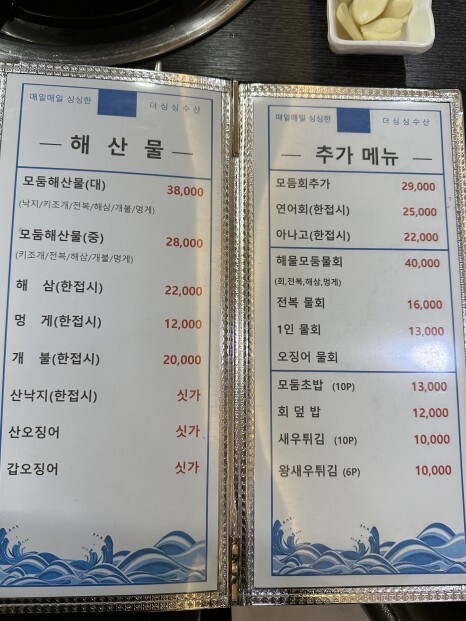 매일매일 싱싱한
더싱싱수산
해 산 물
모둠해산물(대) 38,000
(낙지/키조개/전복/해삼/개불/멍게)
모둠해산물(중) 28,000
(키조개/전복/해삼/개불/멍게)
해 삼(한접시) 22,000
멍 게(한접시) 12,000
개 불(한접시) 20,000
산낙지(한접시) 싯가
산오징어 싯가
갑오징어 싯가
매일매일 싱싱한
더싱싱수산
추가 메뉴
모듬회추가 29,000
연어회(한접시) 25,000
아나고(한접시) 22,000
해물모둠물회 40,000
(회,전복,해삼,멍게)
전복 물회 16,000
1인 물회 13,000
오징어 물회
모둠초밥 (10P) 13,000
회 덮 밥 12,000
새우튀김 (10P) 10,000
왕새우튀김 (6P) 10,000